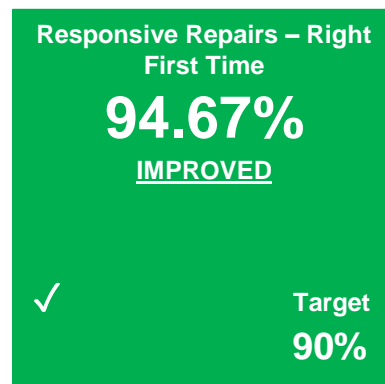 Responsive Repairs – Right
First Time
94.67%
IMPROVED
✓
Target
90%